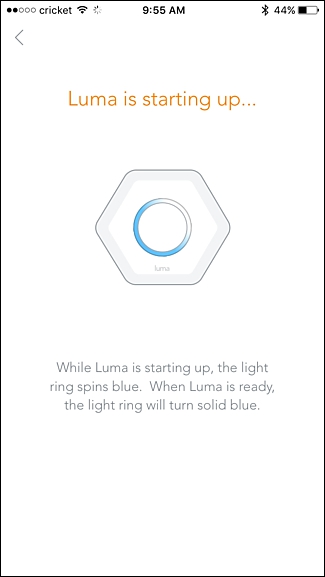 cricket 9:55 AM 44%
Luma is starting up...
luma
While Luma is starting up, the light
ring spins blue. When Luma is ready,
the light ring will turn solid blue.